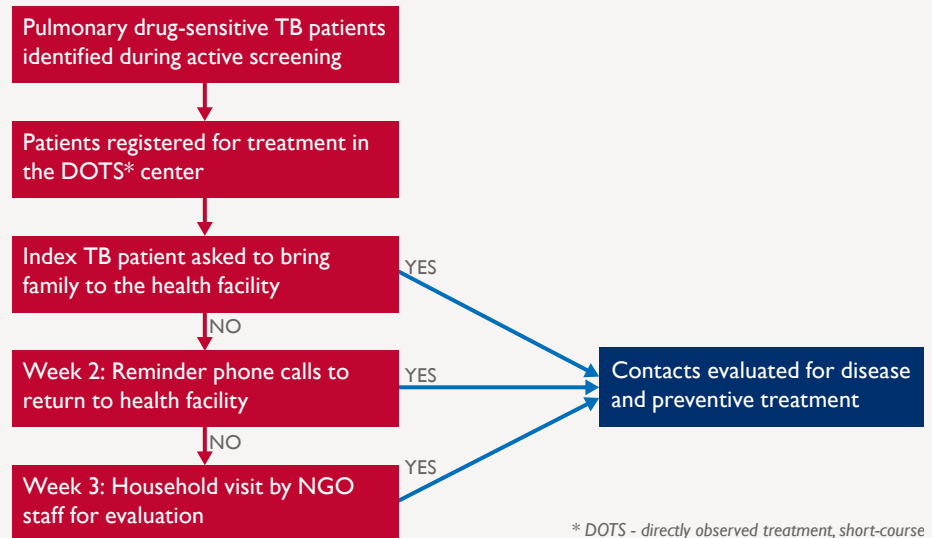 Pulmonary drug-sensitive TB patients
identified during active screening
Patients registered for treatment in
the DOTS* center
Index TB patient asked to bring
family to the health facility
YES
NO
Week 2: Reminder phone calls to
return to health facility
YES
Contacts evaluated for disease
and preventive treatment
NO
YES
Week 3: Household visit by NGO
staff for evaluation
* DOTS - directly observed treatment, short-course